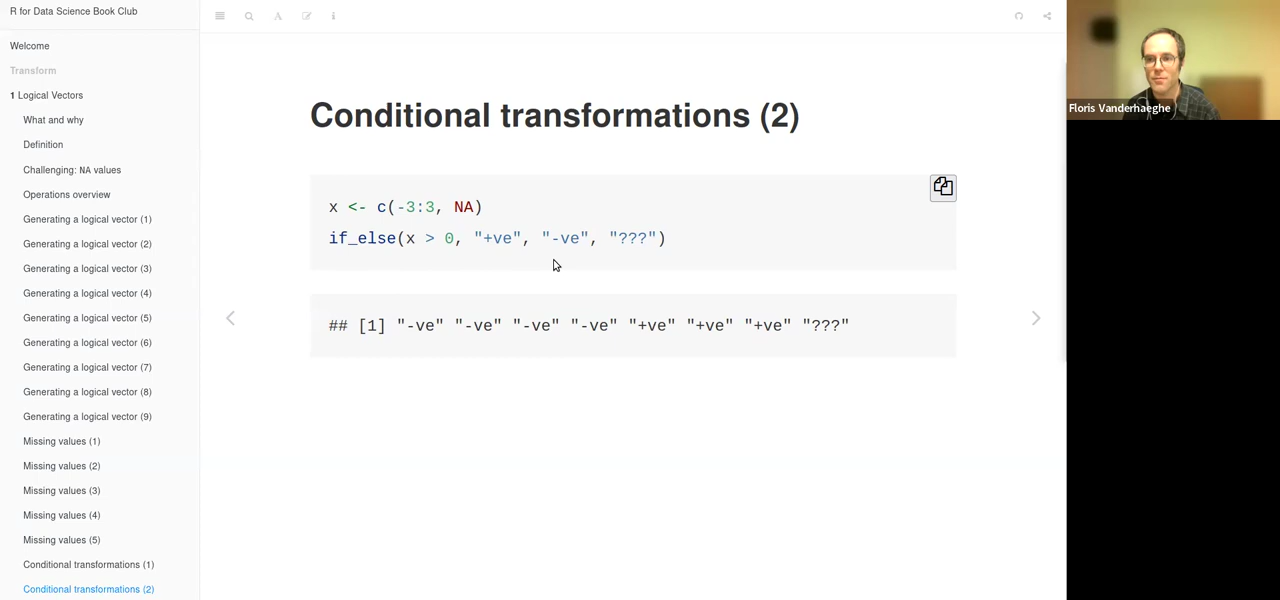 R for Data Science Book Club
Welcome
Transform
1 Logical Vectors
What and why
Definition
Challenging: NA values
Operations overview
Generating a logical vector (1)
Generating a logical vector (2)
Generating a logical vector (3)
Generating a logical vector (4)
Generating a logical vector (5)
Generating a logical vector (6)
Generating a logical vector (7)
Generating a logical vector (8)
Generating a logical vector (9)
Missing values (1)
Missing values (2)
Missing values (3)
Missing values (4)
Missing values (5)
Conditional transformations (1)
Conditional transformations (2)
A
i
Conditional transformations (2)
x <- c(-3:3, NA)
if_else(x > 0, "+ve", "-ve", "???")
## [1] "-ve" "-ve" "-ve" "-ve" "+ve" "+ve" "+ve" "???"
Floris Vanderhaeghe